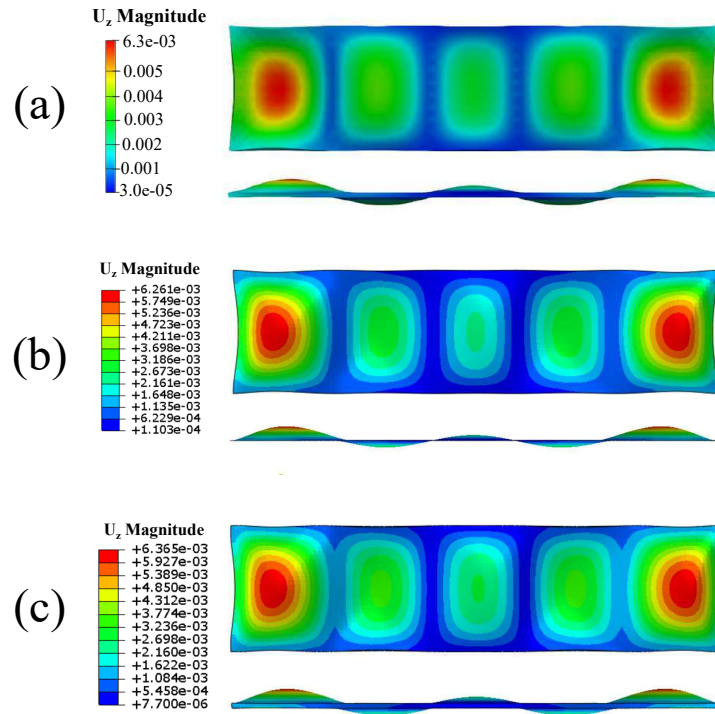 U_z Magnitude
6.3e-03
0.005
0.004
0.002
0.001
3.0e-05
(a)
U_z Magnitude
+6.261e-03
+5.749e-03
+5.236e-03
+4.723e-03
+4.211e-03
+3.698e-03
+3.186e-03
+2.673e-03
+2.161e-03
+1.648e-03
+1.135e-03
+6.229e-04
+1.103e-04
(b)
U_z Magnitude
+6.365e-03
+5.927e-03
+5.389e-03
+4.850e-03
+4.312e-03
+3.774e-03
+3.236e-03
+2.698e-03
+2.160e-03
+1.622e-03
+1.084e-03
+5.458e-04
+7.700e-06
(c)